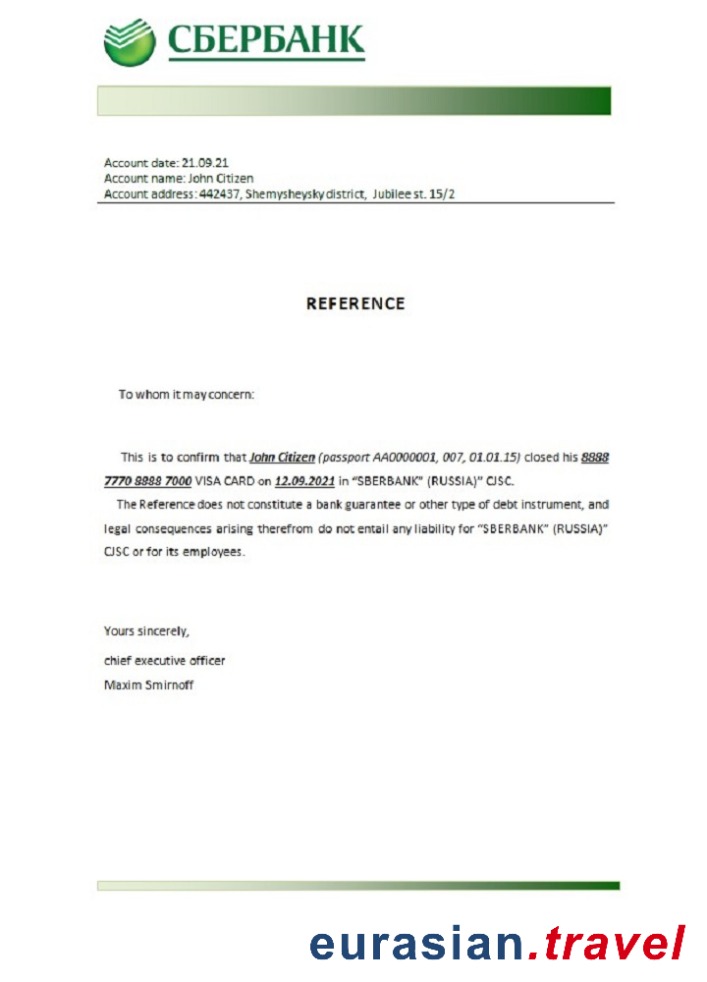 СБЕРБАНК
Account date: 21.09.21
Account name: John Citizen
Account address: 442437, Shemysheysky district, Jubilee st. 15/2
REFERENCE
To whom it may concern:
This is to confirm that John Citizen (passport AA0000001, 007, 01.01.15) closed his 8888
7770 8888 7000 VISA CARD on 12.09.2021 in “SBERBANK” (RUSSIA)” CJSC.
The Reference does not constitute a bank guarantee or other type of debt instrument, and
legal consequences arising therefrom do not entail any liability for “SBERBANK” (RUSSIA)”
CJSC or for its employees.
Yours sincerely,
chief executive officer
Maxim Smirnoff
eurasian.travel